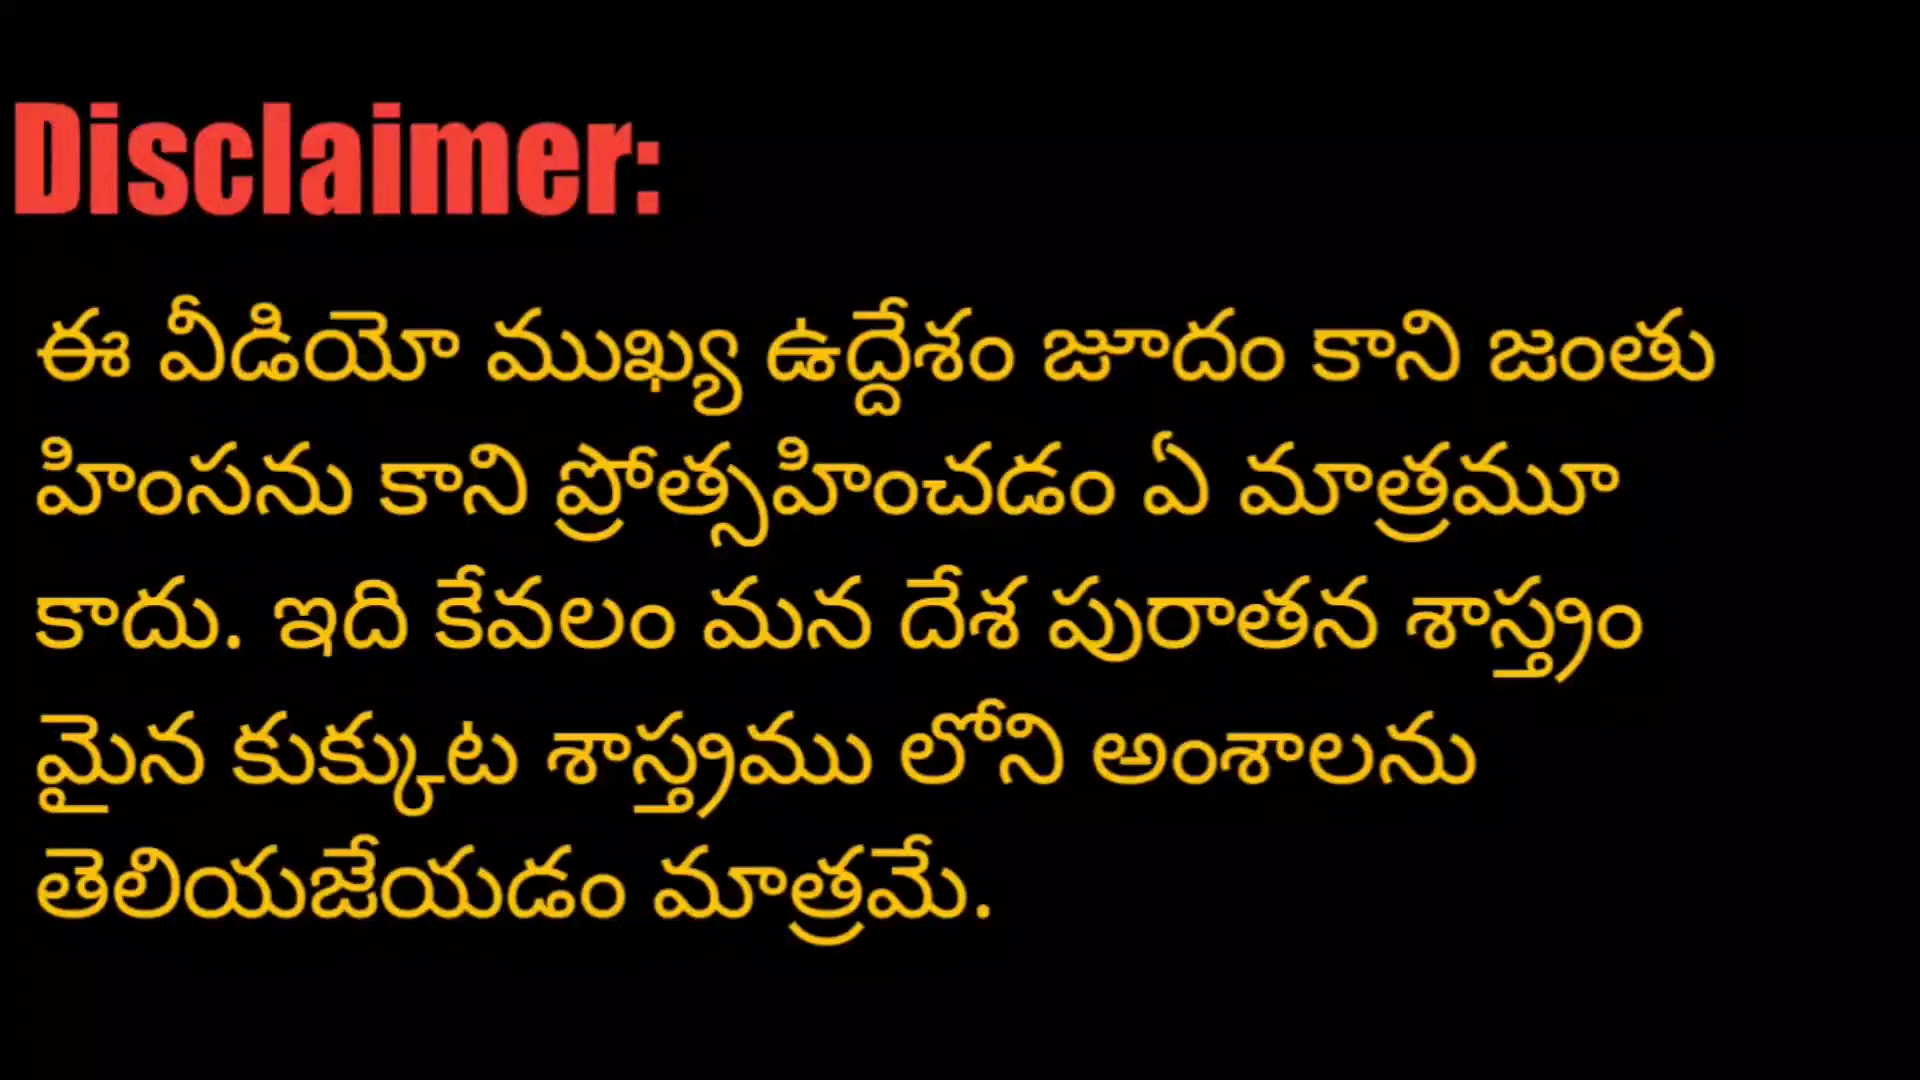 Disclaimer:
ఈ వీడియో ముఖ్య ఉద్దేశం జూదం కాని జంతు
హింసను కాని ప్రోత్సహించడం ఏ మాత్రమూ
కాదు. ఇది కేవలం మన దేశ పురాతన శాస్త్రం
మైన కుక్కుట శాస్త్రము లోని అంశాలను
తెలియజేయడం మాత్రమే.